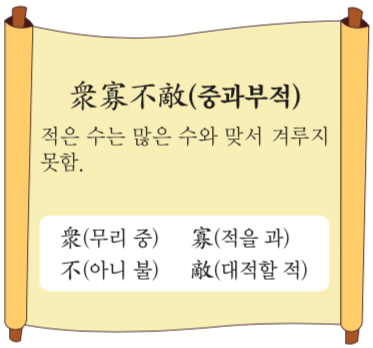 衆寡不敵(중과부적)
적은 수는 많은 수와 맞서 겨루지
못함.
衆(무리 중) 寡(적을 과)
不(아니 불) 敵(대적할 적)